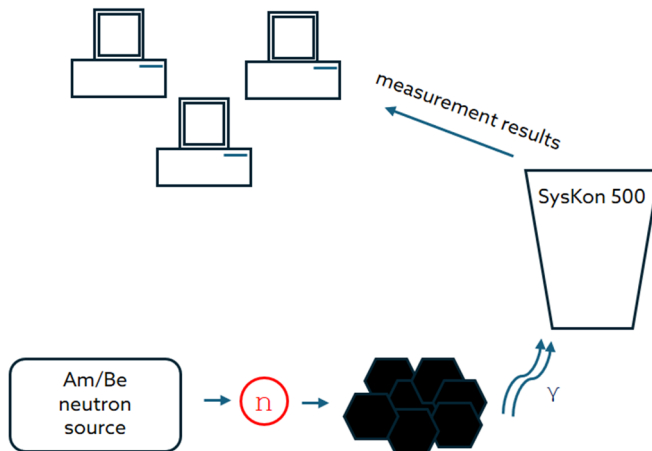 measurement results
SysKon 500
Am/Be
neutron
source
n
γ